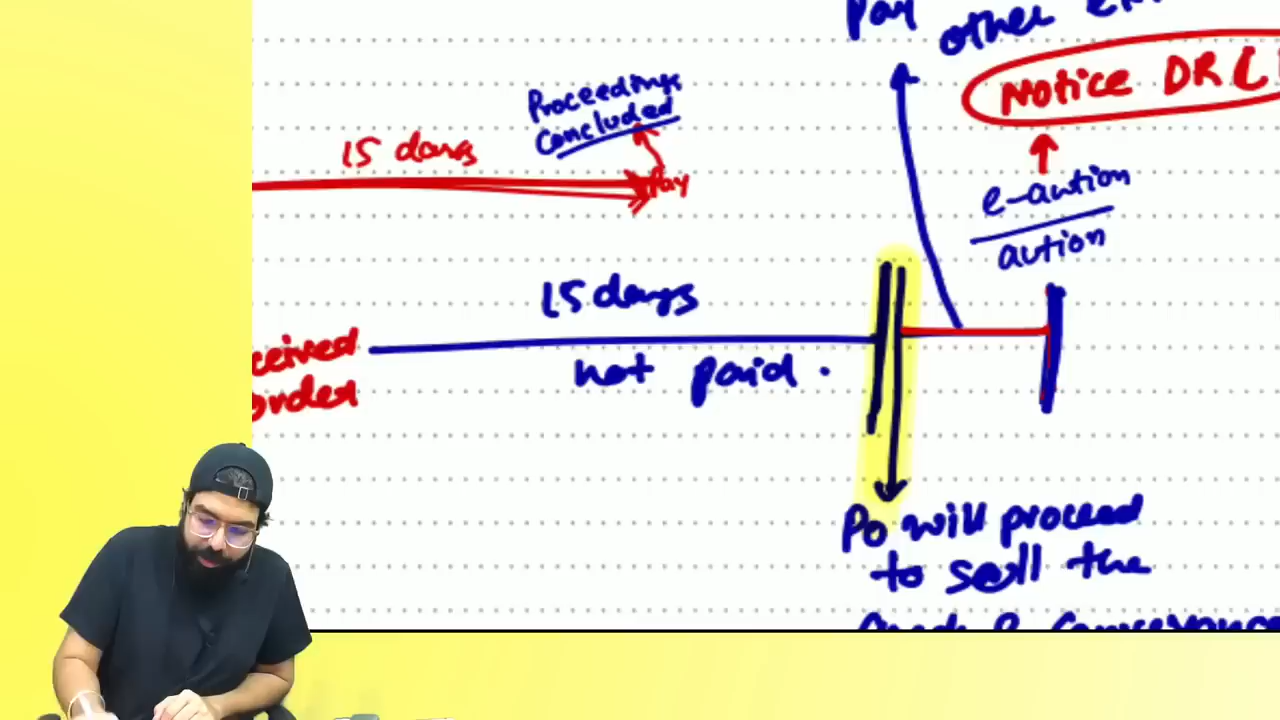 Pay
other
Notice DRC
Proceedings
Concluded
15 days
Pay
e-aution
aution
15 days
ceived
order
not paid.
Po will proceed
to sell the